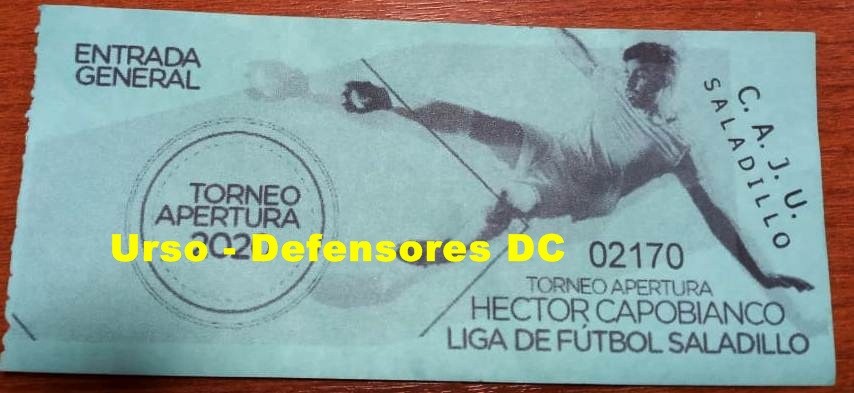 ENTRADA
GENERAL
C. A. J. U.
SALADILLO
TORNEO
APERTURA
Urso - Defensores DC
02170
TORNEO APERTURA
HECTOR CAPOBIANCO
LIGA DE FÚTBOL SALADILLO